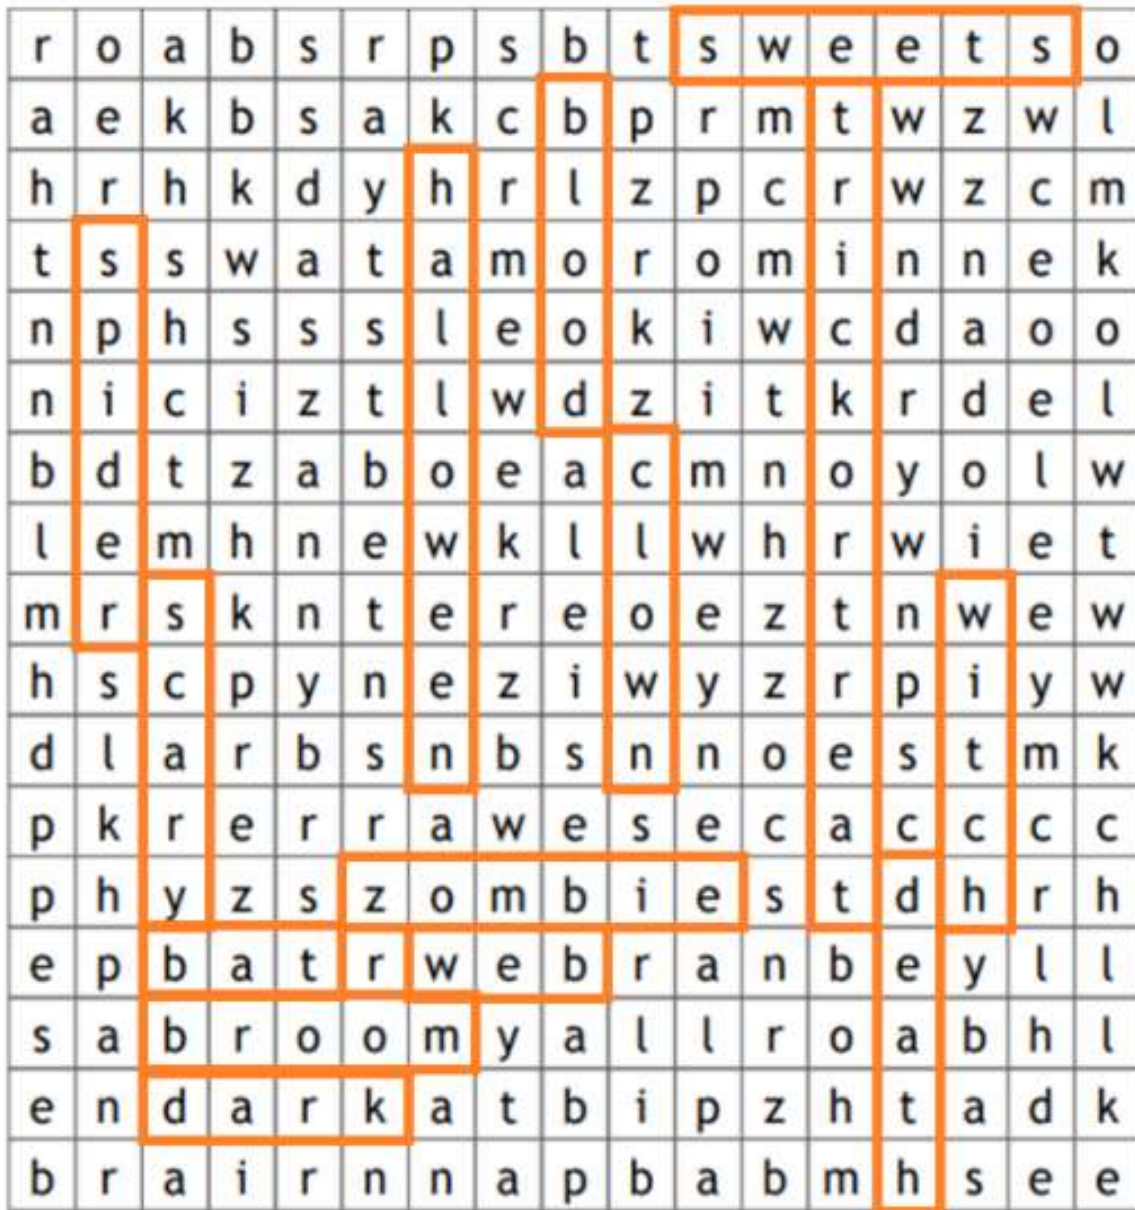 r o a b s r p s b t s w e e t s o
a e k b s a k c b p r m t w z w l
h r h k d y h r l z p c r w z c m
t s s w a t a m o r o m i n n e k
n p h s s s l e o k i w c d a o o
n i c i z t l w d z i t k r d e l
b d t z a b o e a c m n o y o l w
l e m h n e w k l l w h r w i e t
m r s k n t e r e o e z t n w e w
h s c p y n e z i w y z r p i y w
d l a r b s n b s n n o e s t m k
p k r e r r a w e s e c a c c c c
p h y z s z o m b i e s t d h r h
e p b a t r w e b r a n b e y l l
s a b r o o m y a l l r o a b h l
e n d a r k a t b i p z h t a d k
b r a i r n n a p b a b m h s e e